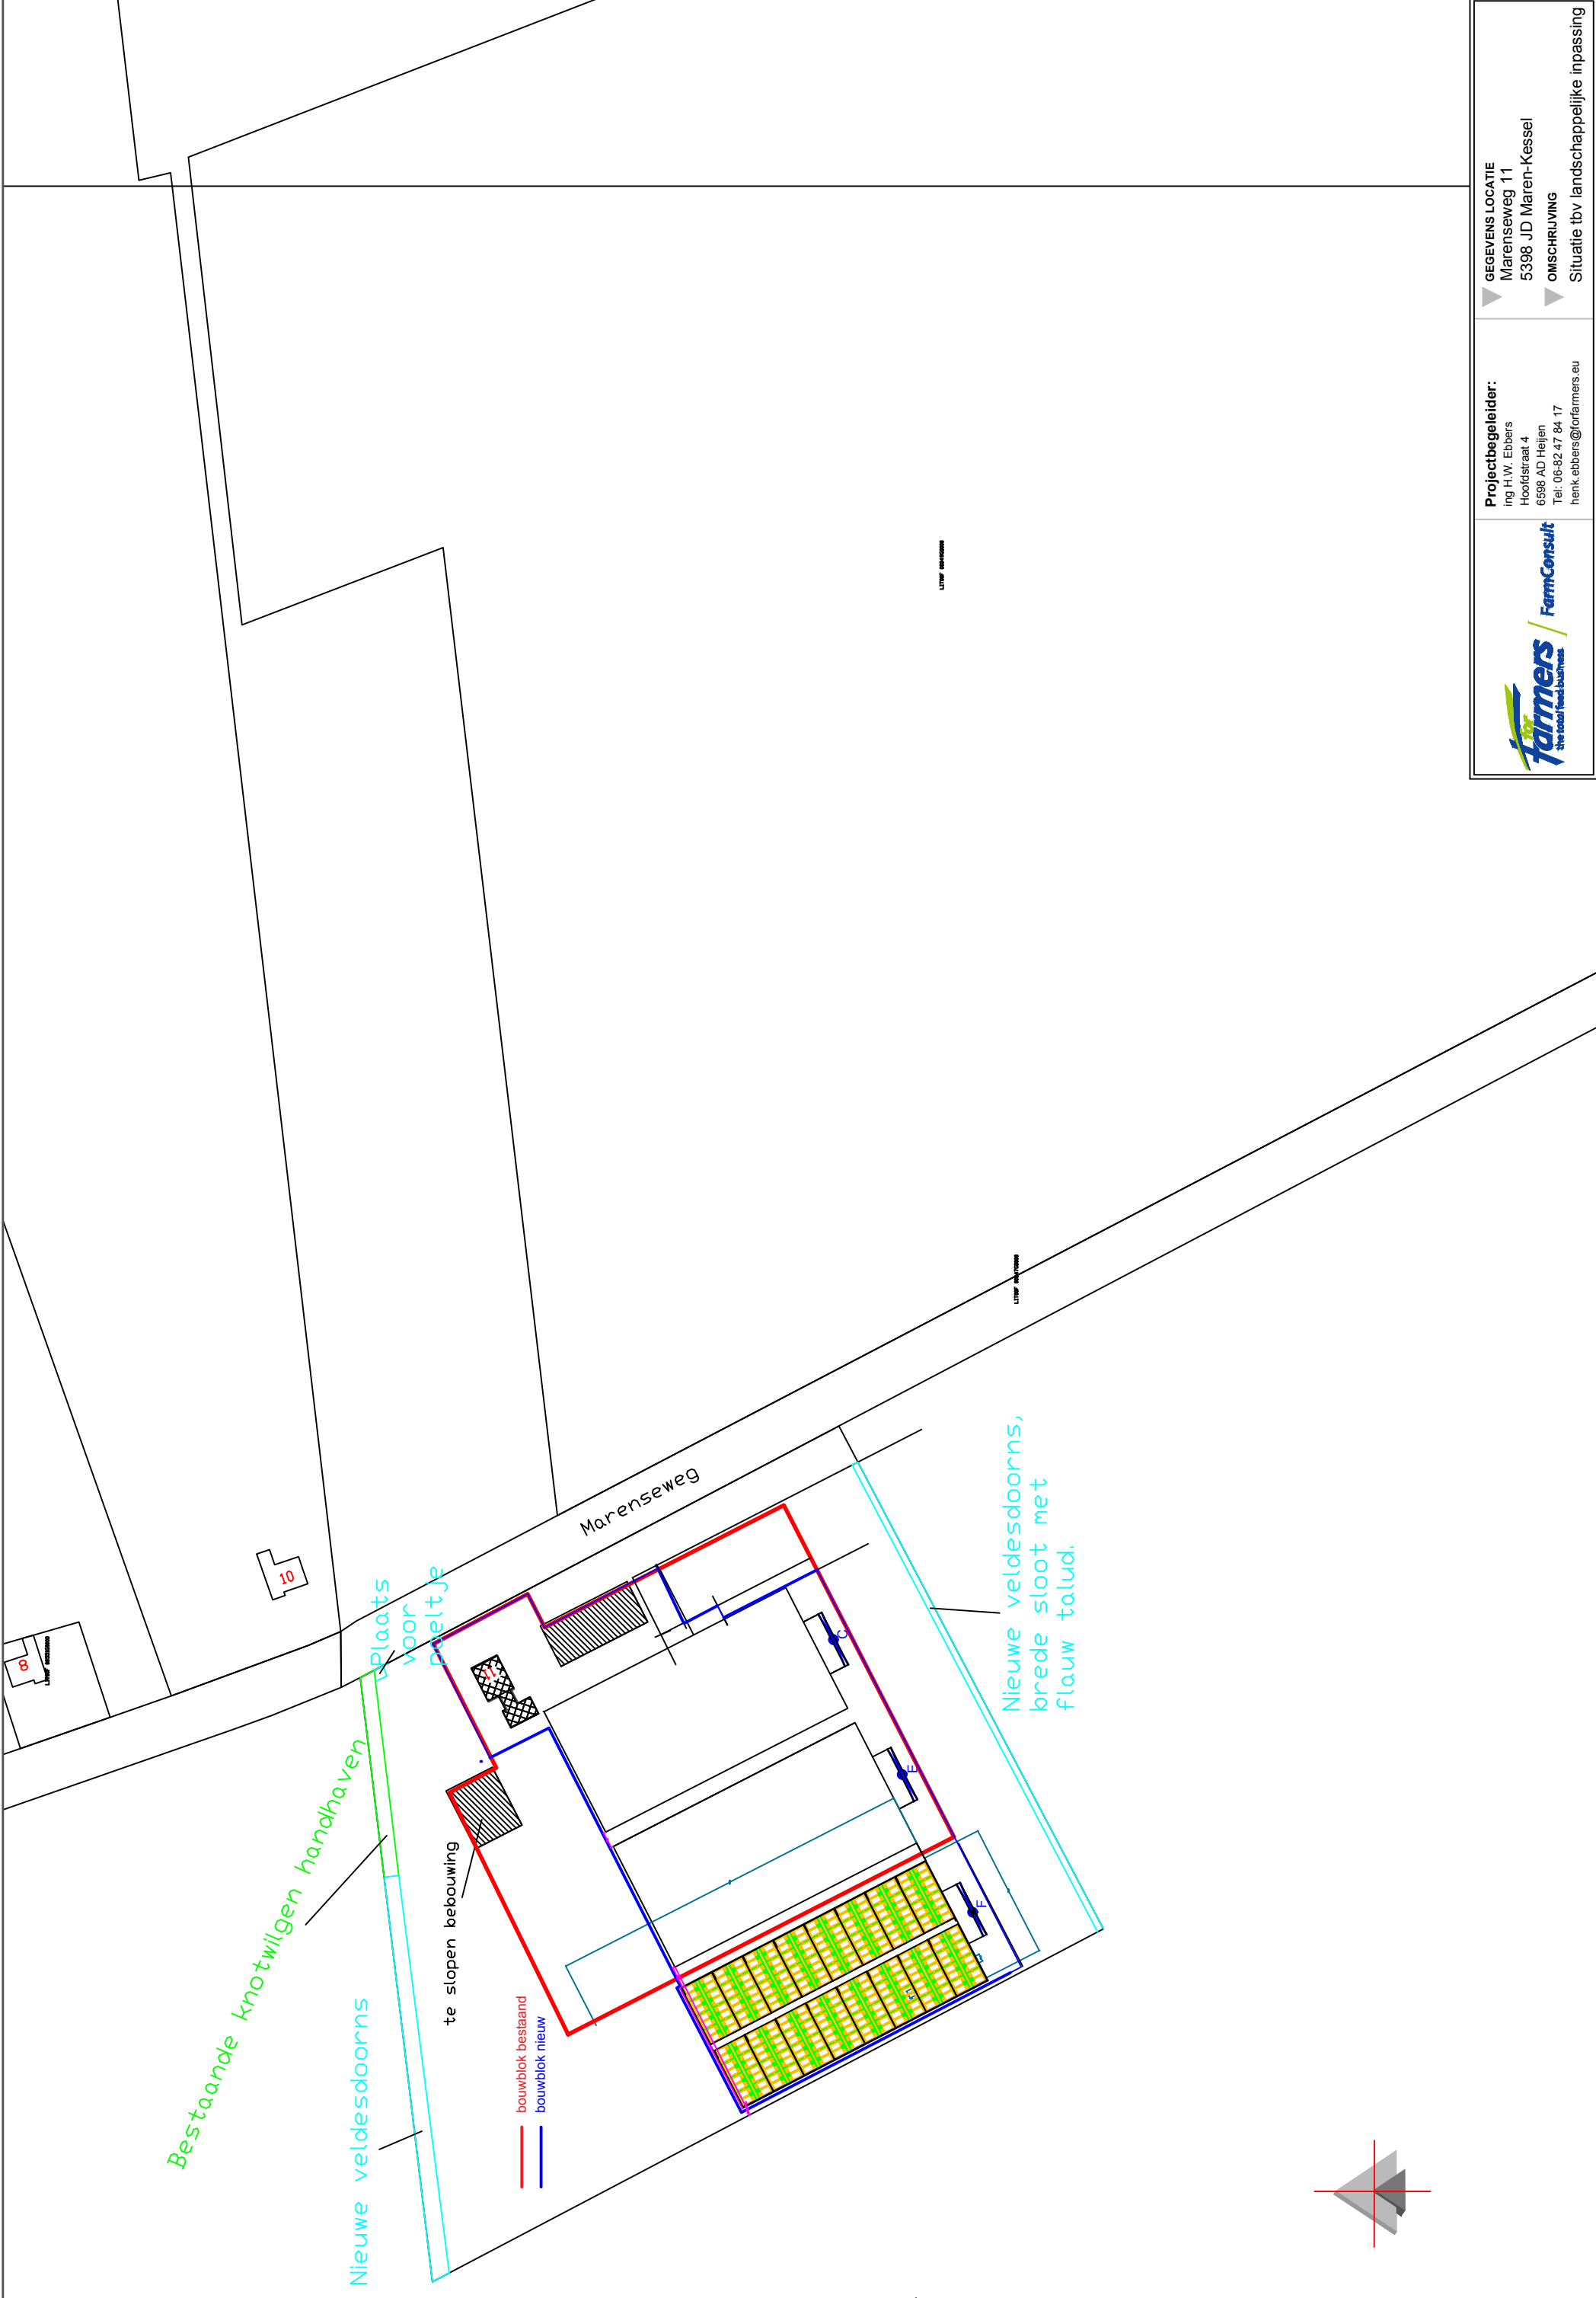 Bestaande knotwilgen handhaven
Nieuwe veldesdoorns
Plaats
voor
poeltje
te slopen bebouwing
bouwblok bestaand
bouwblok nieuw
Marenseweg
Nieuwe veldesdoorns,
brede sloot met
flauw talud.
8
10
11
C
E
F
for
farmers
the total feed business
FarmConsult
Projectbegeleider:
ing H.W. Ebbers
Hoofdstraat 4
6598 AD Heijen
Tel: 06-82 47 84 17
henk.ebbers@forfarmers.eu
GEGEVENS LOCATIE
Marenseweg 11
5398 JD Maren-Kessel
OMSCHRIJVING
Situatie tbv landschappelijke inpassing